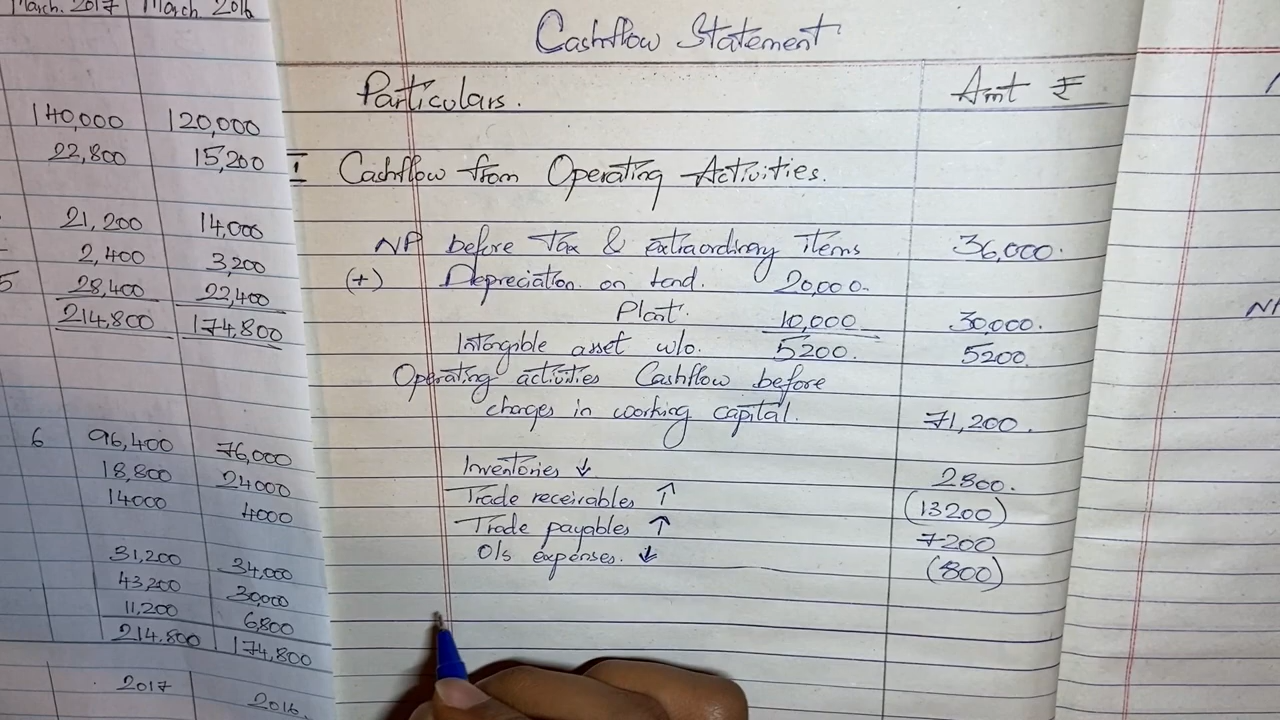 March. 2017 March. 2016
140,000 120,000
22,800 15,200
21,200 14,000
2,400 3,200
5 28,400 22,400
214,800 174,800
6 96,400 76,000
18,800 24000
14000 4000
31,200 34,000
43,200 30,000
11,200 6,800
214,800 174,800
2017 2016
Cashflow Statement
Particulars. Amt ₹
I Cashflow from Operating Activities.
NP before Tax & extraordinary items 36,000.
(+) Depreciation on land. 20,000.
Plant. 10,000 30,000.
Intangible asset w/o. 5200. 5200
Operating activities Cashflow before
changes in working capital. 71,200.
Inventories ↓ 2800.
Trade receivables ↑ (13200)
Trade payables ↑ 7200
O/s expenses. ↓ (800)